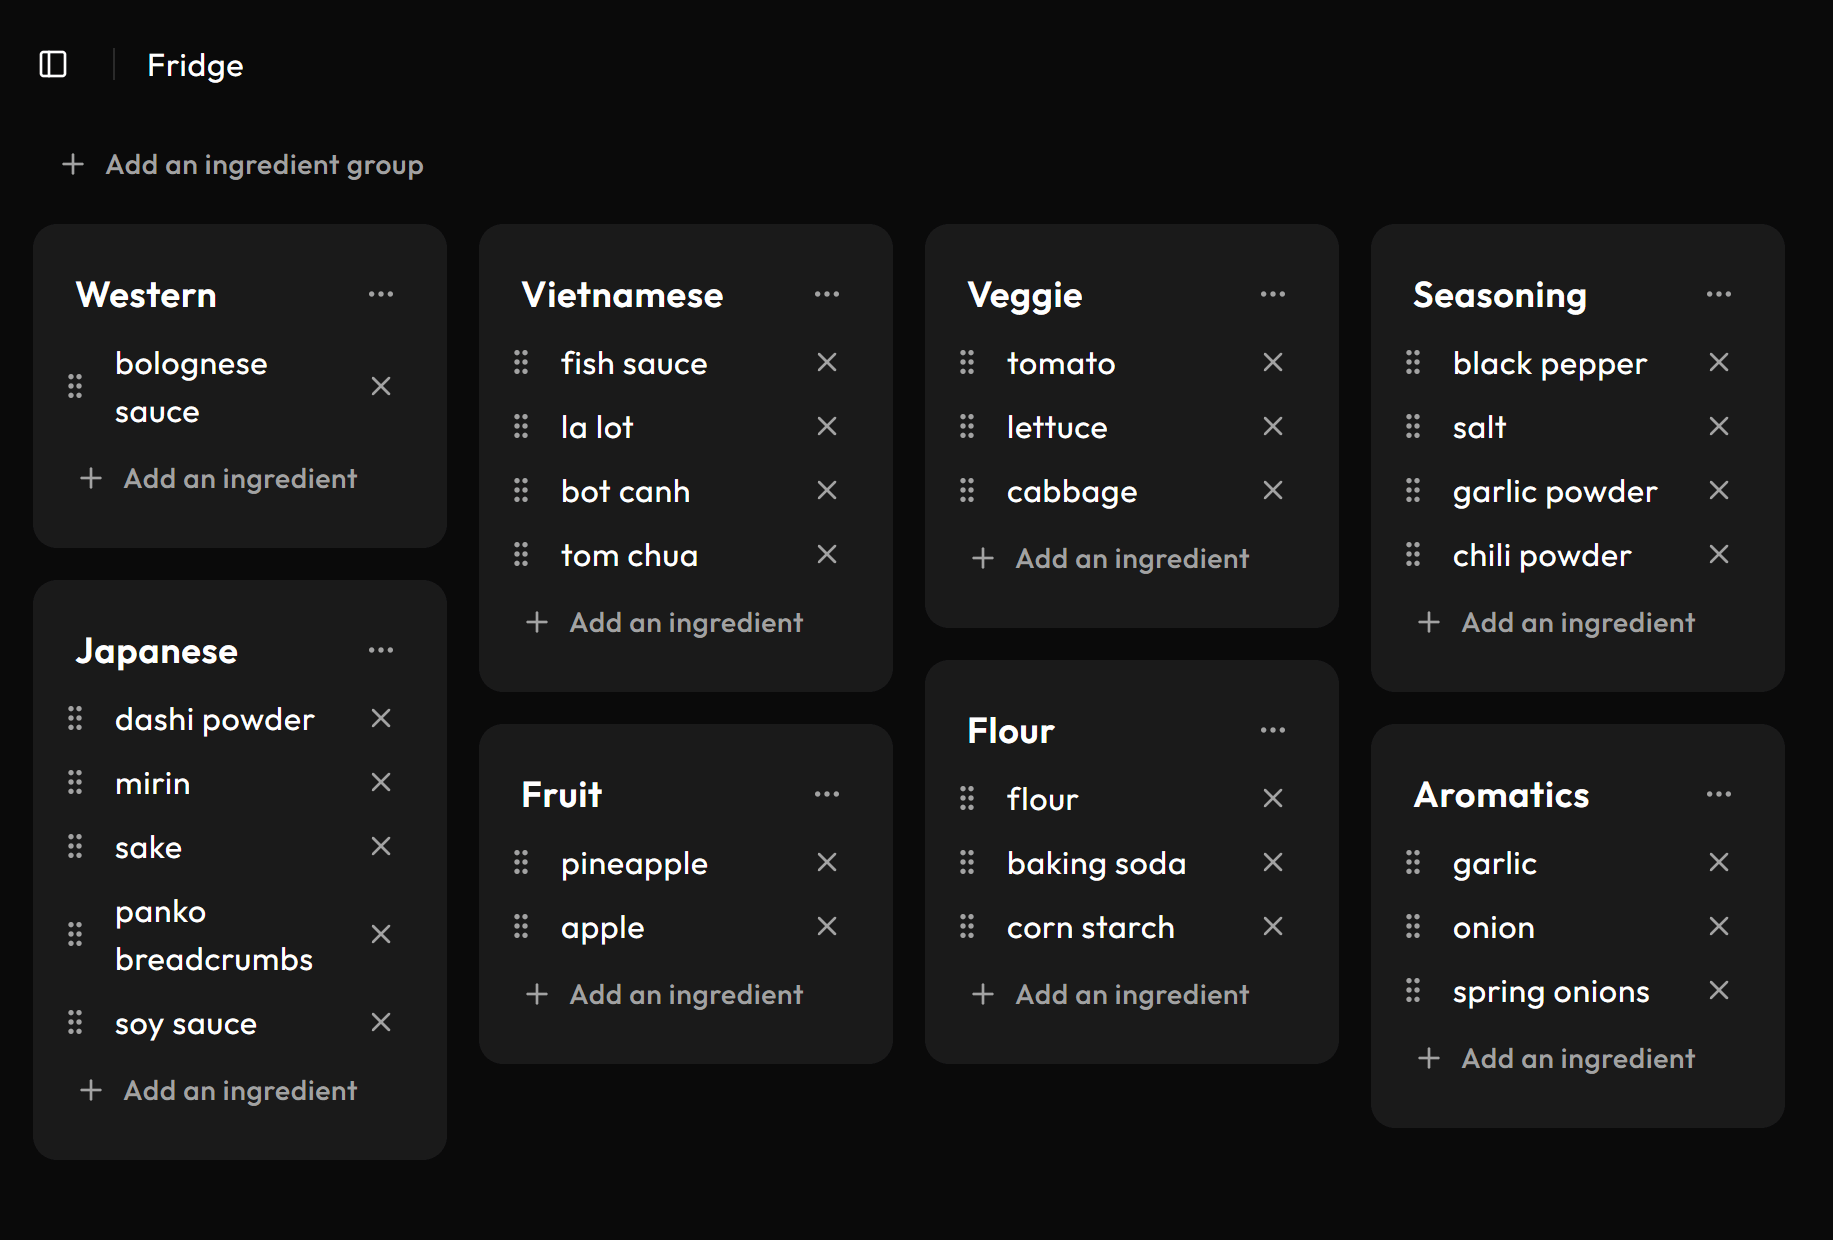 Fridge
Add an ingredient group
Western
bolognese
sauce
Add an ingredient
Japanese
dashi powder
mirin
sake
panko
breadcrumbs
soy sauce
Add an ingredient
Vietnamese
fish sauce
la lot
bot canh
tom chua
Add an ingredient
Fruit
pineapple
apple
Add an ingredient
Veggie
tomato
lettuce
cabbage
Add an ingredient
Flour
flour
baking soda
corn starch
Add an ingredient
Seasoning
black pepper
salt
garlic powder
chili powder
Add an ingredient
Aromatics
garlic
onion
spring onions
Add an ingredient